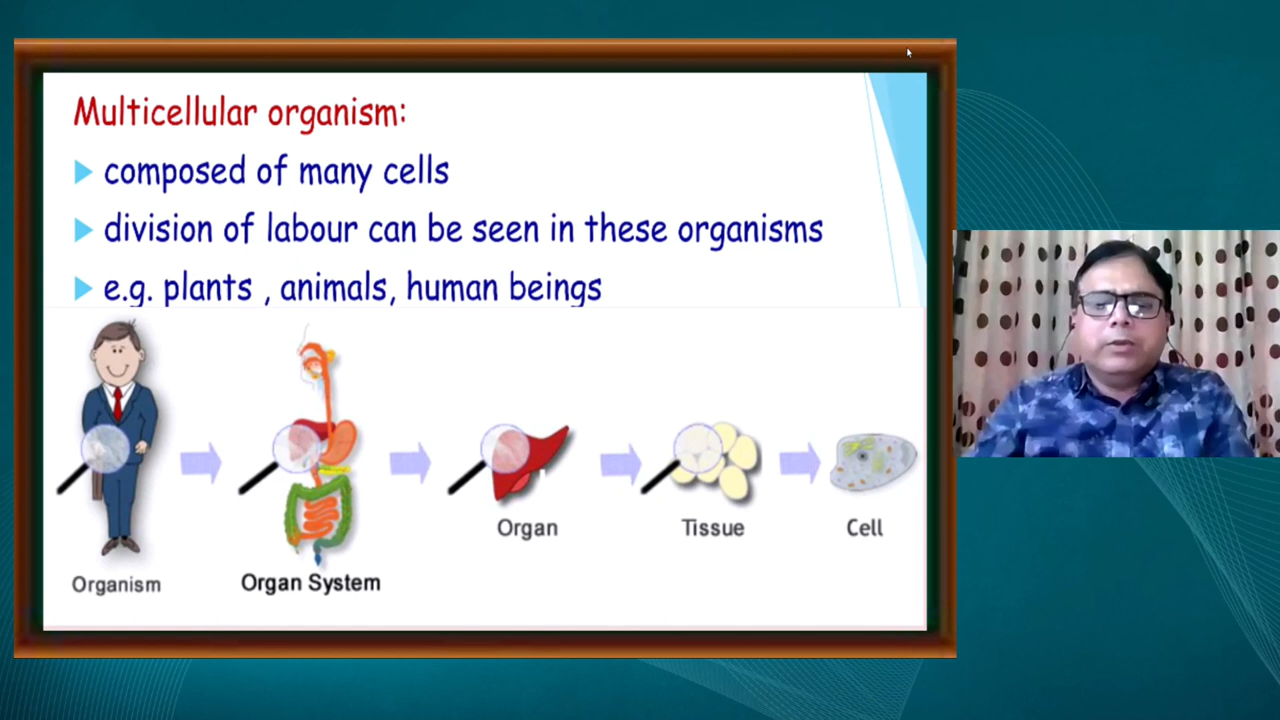 Multicellular organism:
composed of many cells
division of labour can be seen in these organisms
e.g. plants , animals, human beings
Organism
Organ System
Organ
Tissue
Cell